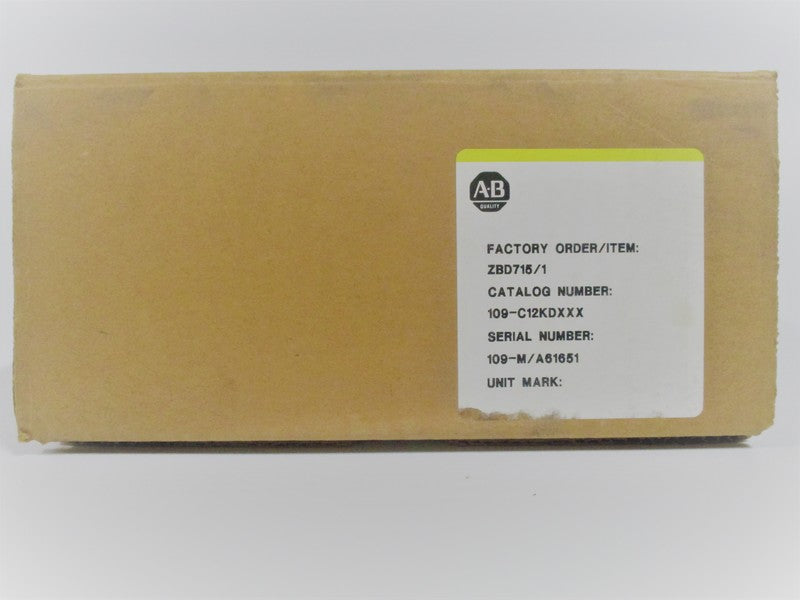 A-B
QUALITY
FACTORY ORDER/ITEM:
ZBD715/1
CATALOG NUMBER:
109-C12KDXXX
SERIAL NUMBER:
109-M/A61651
UNIT MARK: